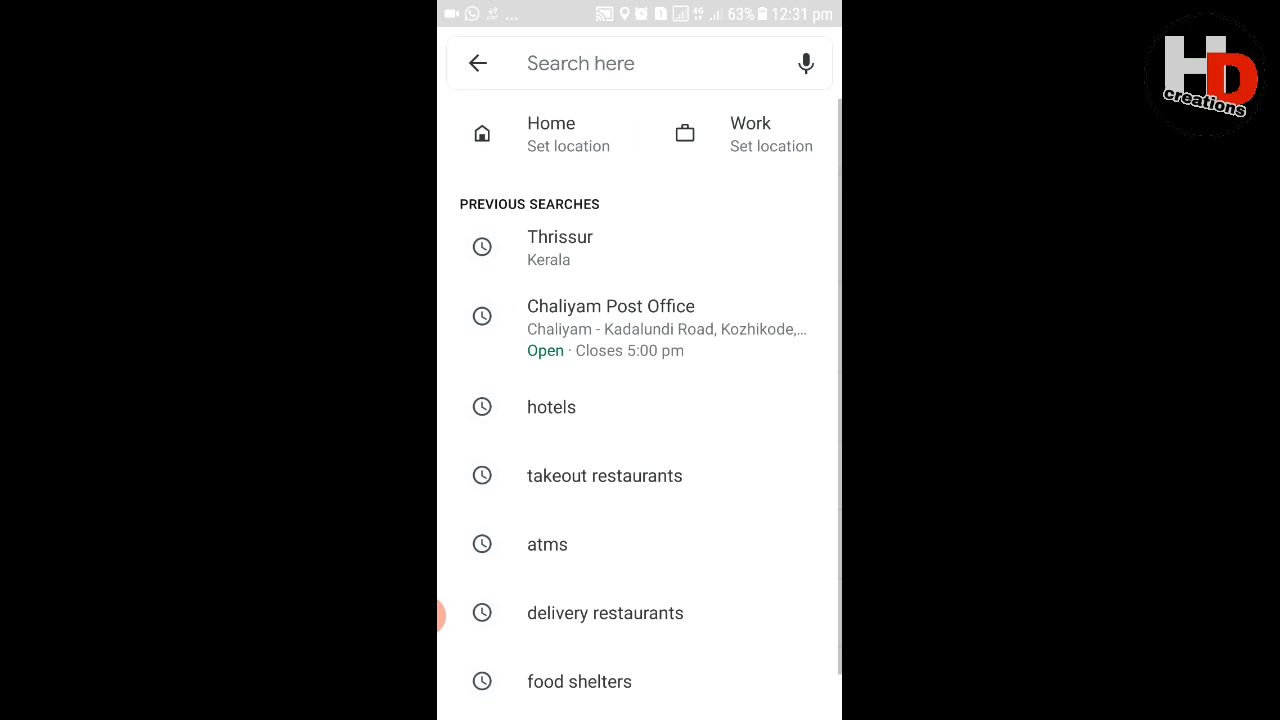 ... 1 4G 63% 12:31 pm
HD
creations
Search here
Home
Set location
Work
Set location
PREVIOUS SEARCHES
Thrissur
Kerala
Chaliyam Post Office
Chaliyam - Kadalundi Road, Kozhikode,...
Open · Closes 5:00 pm
hotels
takeout restaurants
atms
delivery restaurants
food shelters